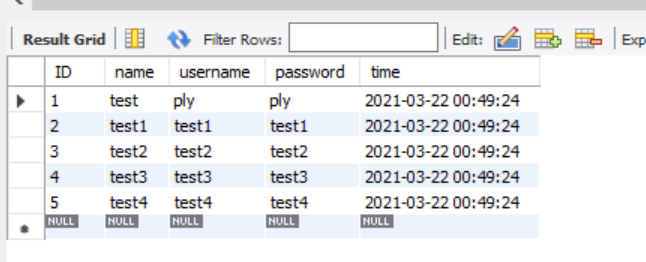 Result Grid Filter Rows: Edit: Exp
ID name username password time
1 test ply ply 2021-03-22 00:49:24
2 test1 test1 test1 2021-03-22 00:49:24
3 test2 test2 test2 2021-03-22 00:49:24
4 test3 test3 test3 2021-03-22 00:49:24
5 test4 test4 test4 2021-03-22 00:49:24
NULL NULL NULL NULL NULL